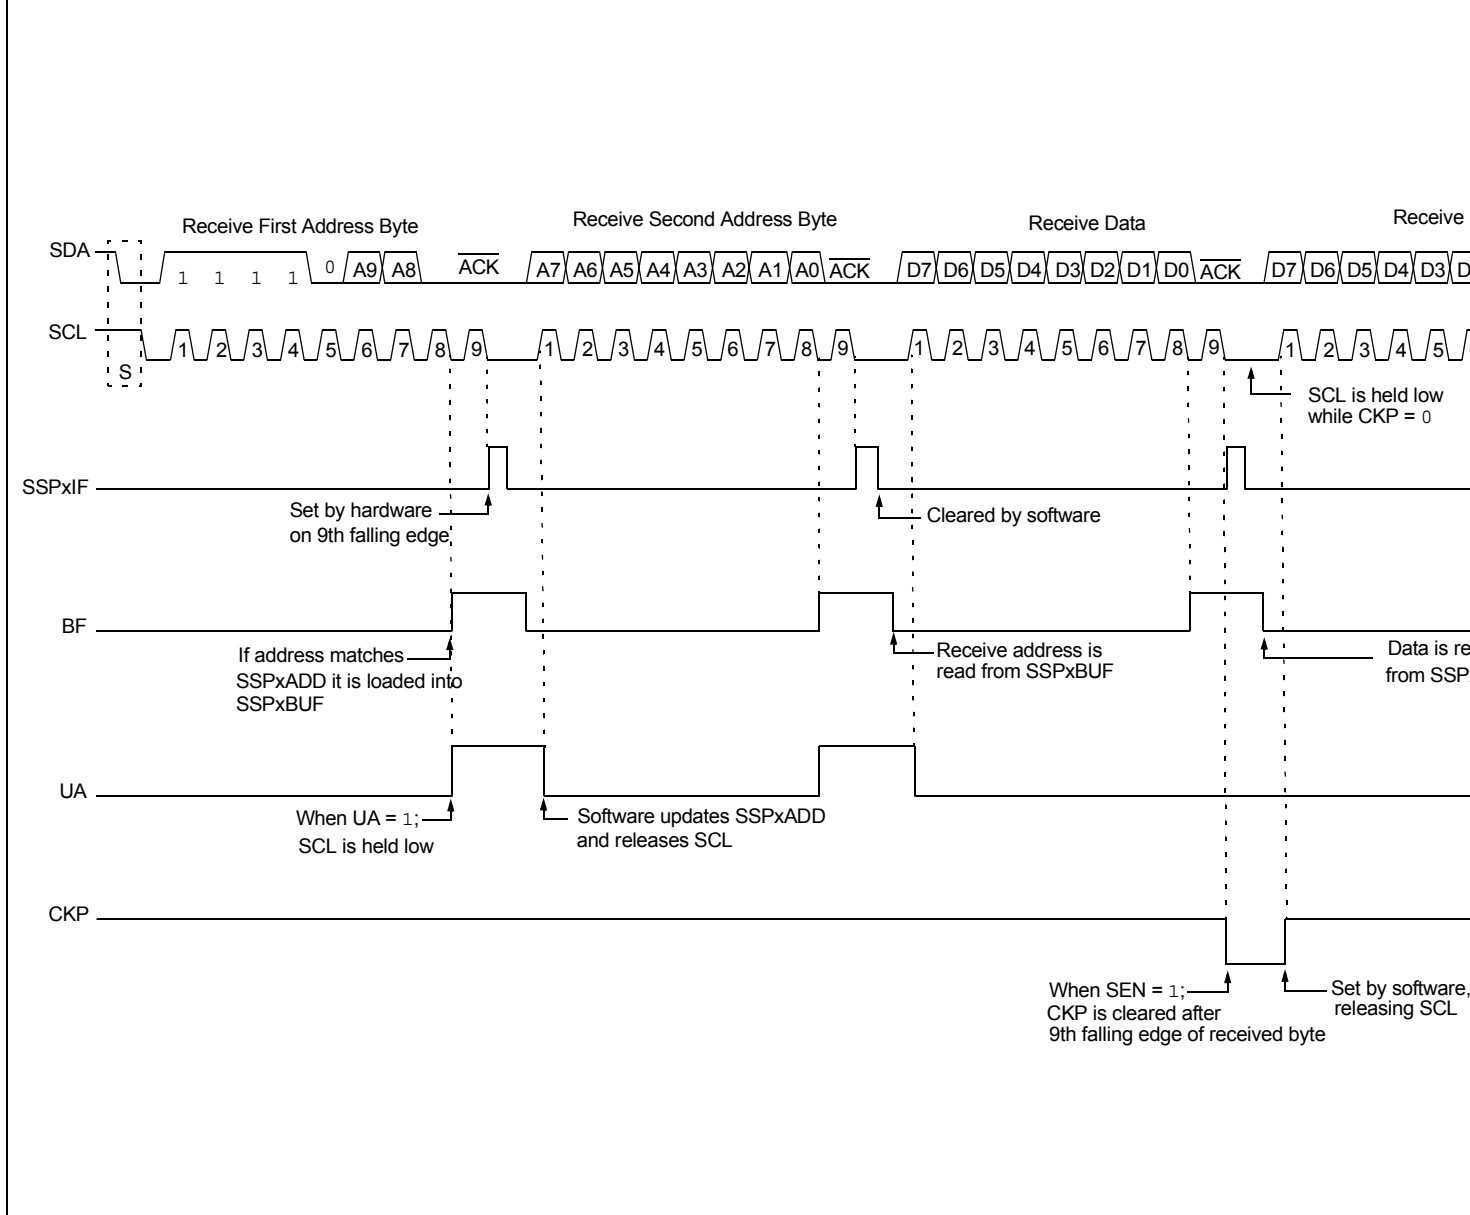 Receive First Address Byte
Receive Second Address Byte
Receive Data
Receive
SDA
1 1 1 1 0 A9 A8 ACK A7 A6 A5 A4 A3 A2 A1 A0 ACK D7 D6 D5 D4 D3 D2 D1 D0 ACK D7 D6 D5 D4 D3 D
SCL
1 2 3 4 5 6 7 8 9 1 2 3 4 5 6 7 8 9 1 2 3 4 5 6 7 8 9 1 2 3 4 5
S
SCL is held low
while CKP = 0
SSPxIF
Set by hardware
on 9th falling edge
Cleared by software
BF
If address matches
SSPxADD it is loaded into
SSPxBUF
Receive address is
read from SSPxBUF
Data is re
from SSP
UA
When UA = 1;
SCL is held low
Software updates SSPxADD
and releases SCL
CKP
When SEN = 1;
CKP is cleared after
9th falling edge of received byte
Set by software,
releasing SCL